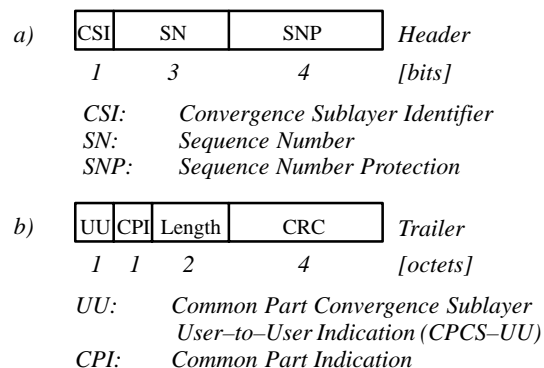 a) CSI SN SNP Header
1 3 4 [bits]
CSI: Convergence Sublayer Identifier
SN: Sequence Number
SNP: Sequence Number Protection
b) UU CPI Length CRC Trailer
1 1 2 4 [octets]
UU: Common Part Convergence Sublayer
User–to–User Indication (CPCS–UU)
CPI: Common Part Indication